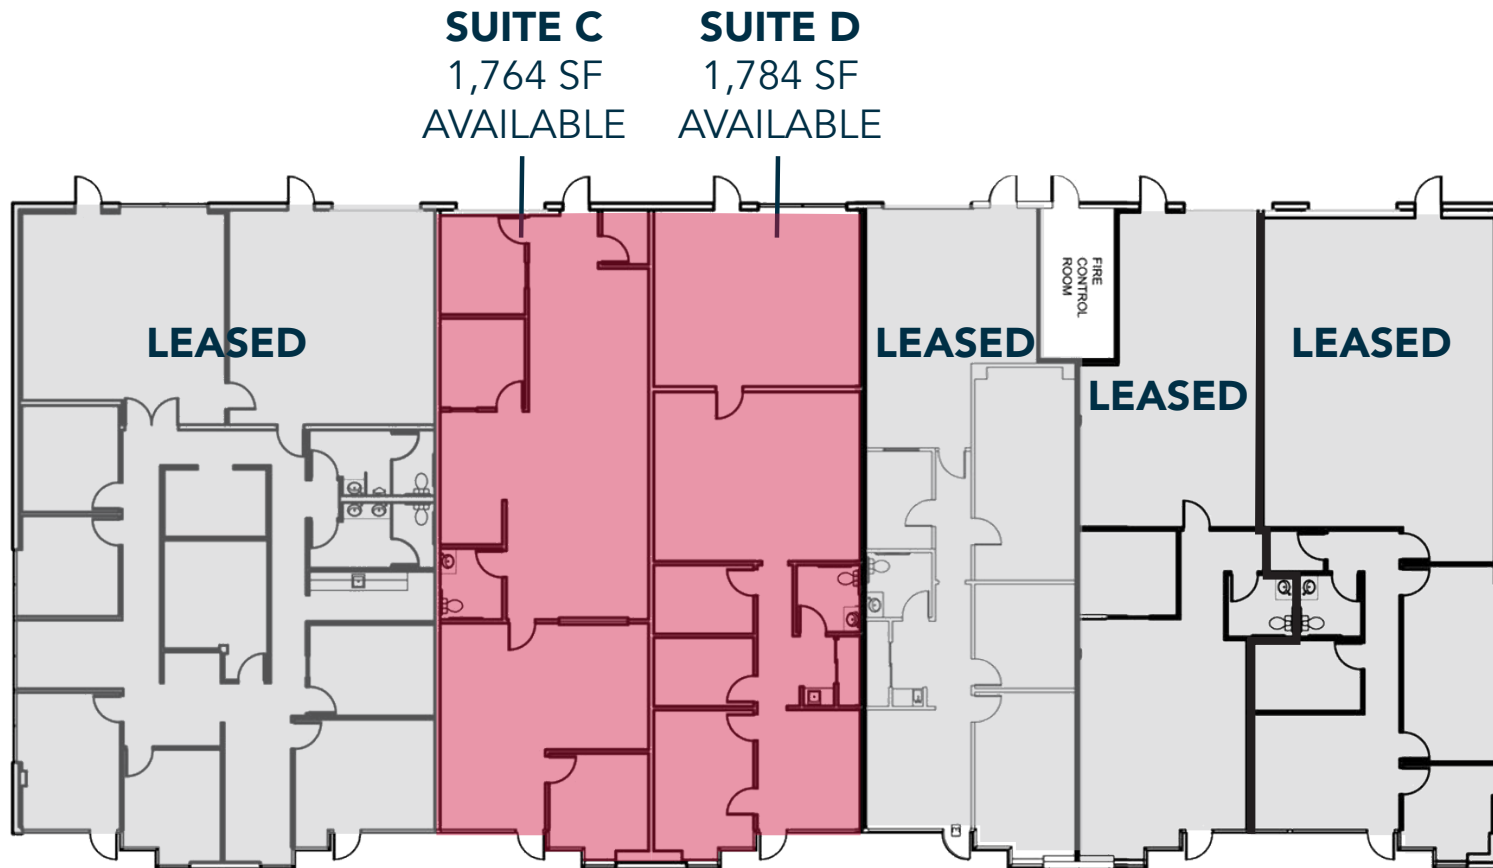 SUITE C
1,764 SF
AVAILABLE
SUITE D
1,784 SF
AVAILABLE
LEASED
LEASED
FIRE
CONTROL
ROOM
LEASED
LEASED